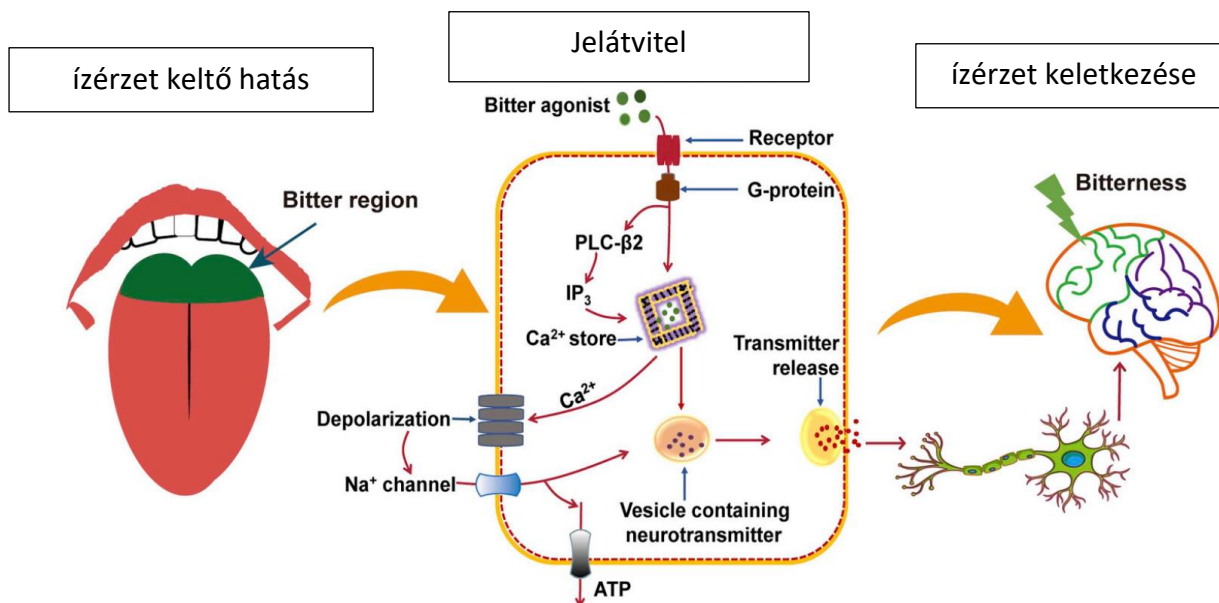 ízérzet keltő hatás
Jelátvitel
ízérzet keletkezése
Bitter region
Bitter agonist
Receptor
G-protein
PLC-β2
IP₃
Ca²⁺ store
Ca²⁺
Depolarization
Na⁺ channel
ATP
Vesicle containing
neurotransmitter
Transmitter
release
Bitterness